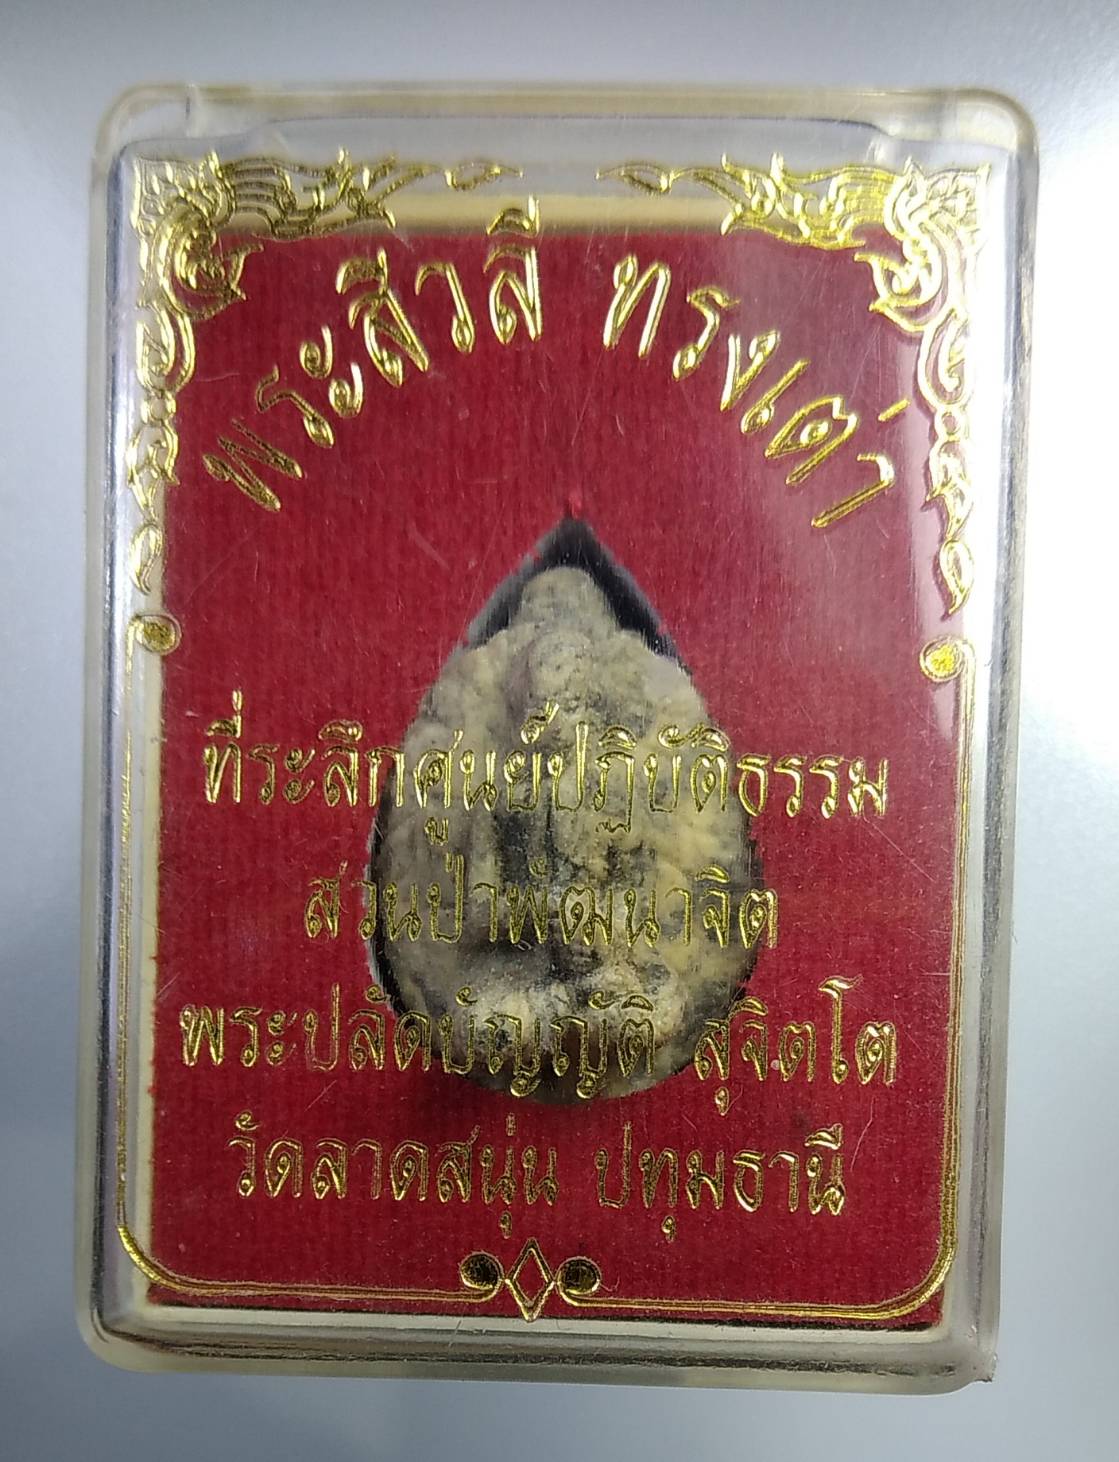 พระสิวลี ทรงเต่า
ที่ระลึกศูนย์ปฏิบัติธรรม
สวนป่าพัฒนาจิต
พระปลัดบัญญัติ สุจิตโต
วัดลาดสนุ่น ปทุมธานี